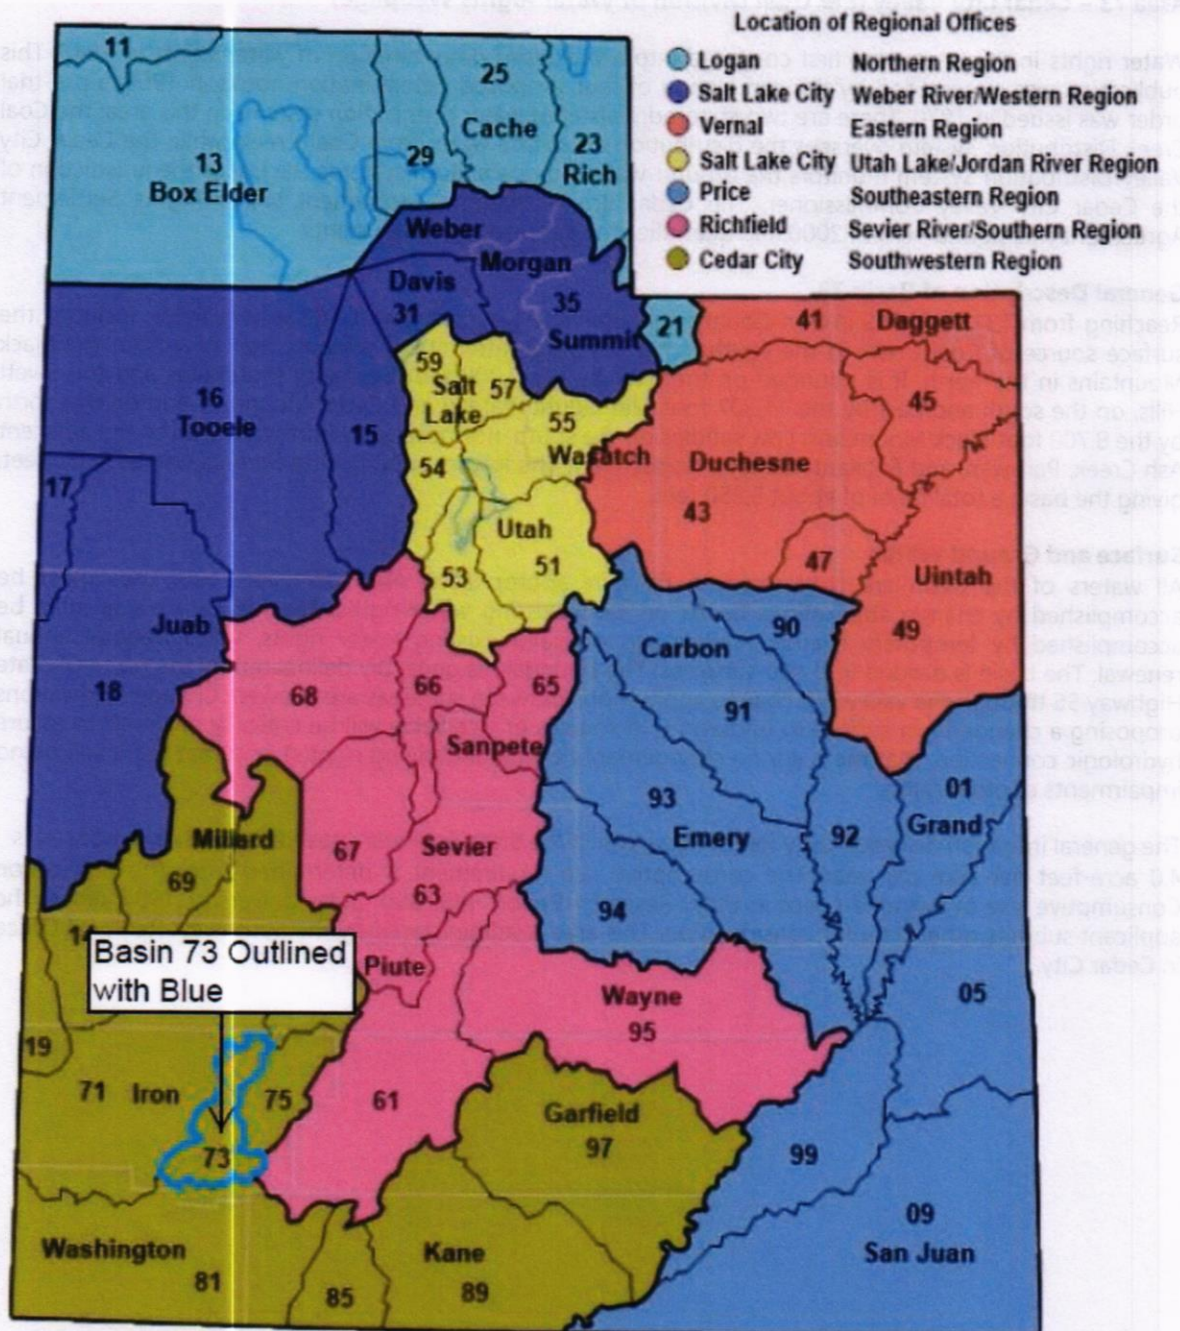 Location of Regional Offices
Logan Northern Region
Salt Lake City Weber River/Western Region
Vernal Eastern Region
Salt Lake City Utah Lake/Jordan River Region
Price Southeastern Region
Richfield Sevier River/Southern Region
Cedar City Southwestern Region
11
25
Cache
13
Box Elder
29
23
Rich
Weber
Morgan
Davis
31
35
Summit
21
41
Daggett
59
Salt
Lake
57
45
16
Tooele
15
55
Wasatch
54
Duchesne
43
17
Utah
51
53
47
Uintah
Juab
90
49
Carbon
18
68
66
65
91
Sanpete
01
Grand
93
Emery
92
Millard
69
67
Sevier
63
94
14
Basin 73 Outlined
with Blue
Piute
Wayne
95
05
19
71
Iron
75
61
Garfield
97
73
99
09
San Juan
Washington
81
85
Kane
89